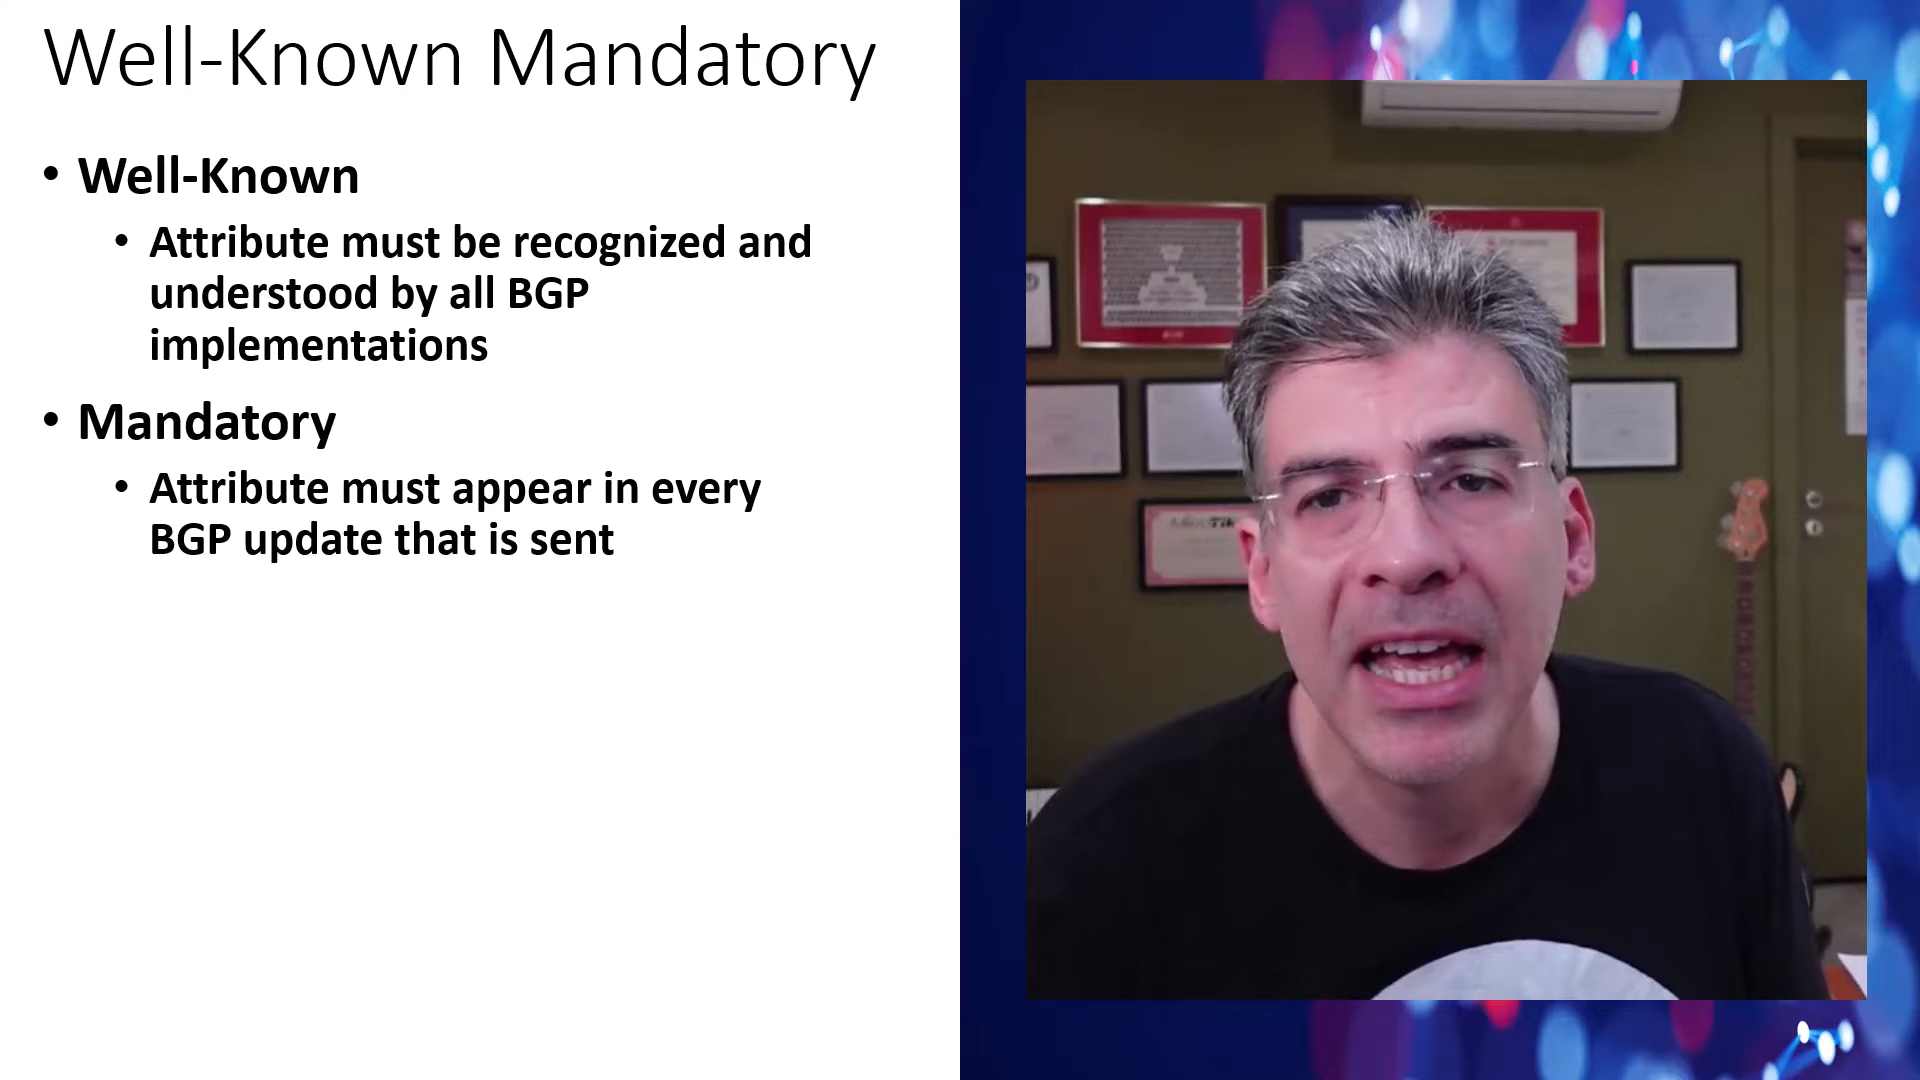 Well-Known Mandatory
• Well-Known
• Attribute must be recognized and
understood by all BGP
implementations
• Mandatory
• Attribute must appear in every
BGP update that is sent